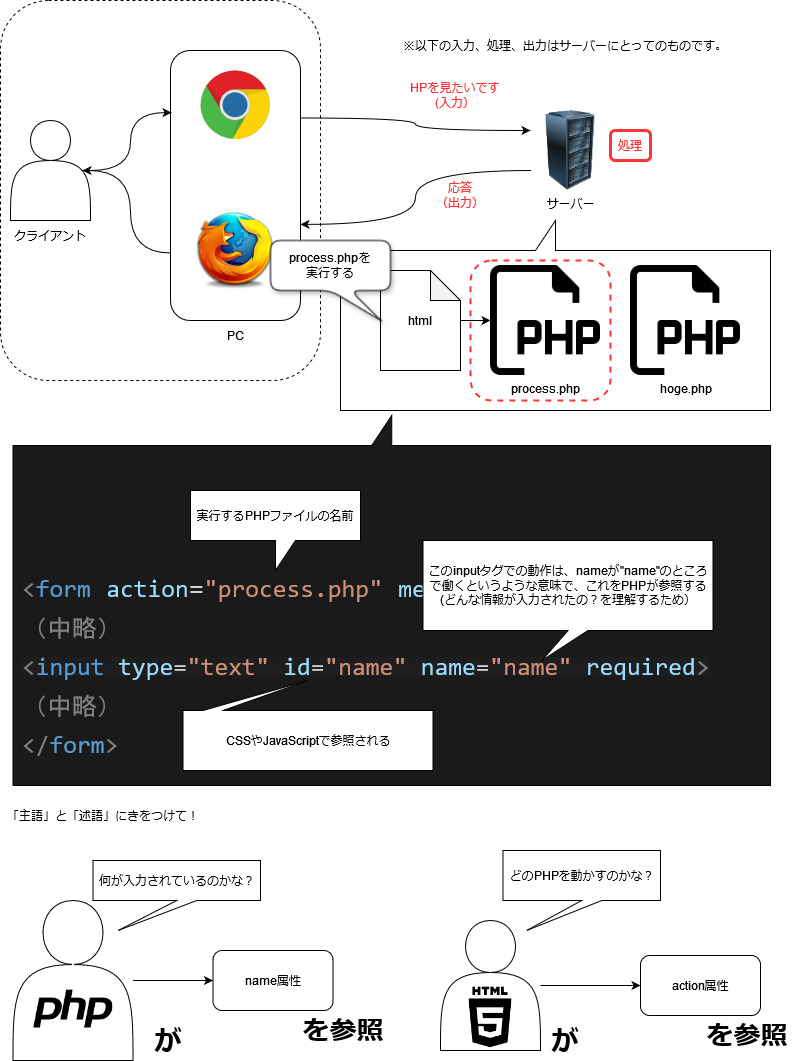 ※以下の入力、処理、出力はサーバーにとってのものです。
HPを見たいです
(入力)
処理
応答
(出力)
サーバー
クライアント
PC
process.phpを
実行する
html
PHP
PHP
process.php
hoge.php
実行するPHPファイルの名前
このinputタグでの動作は、nameが"name"のところ
で働くというような意味で、これをPHPが参照する
(どんな情報が入力されたの？を理解するため)
<form action="process.php" me
（中略）
<input type="text" id="name" name="name" required>
（中略）
CSSやJavaScriptで参照される
</form>
「主語」と「述語」にきをつけて！
何が入力されているのかな？
どのPHPを動かすのかな？
php
が
name属性
を参照
HTML
5
が
action属性
を参照